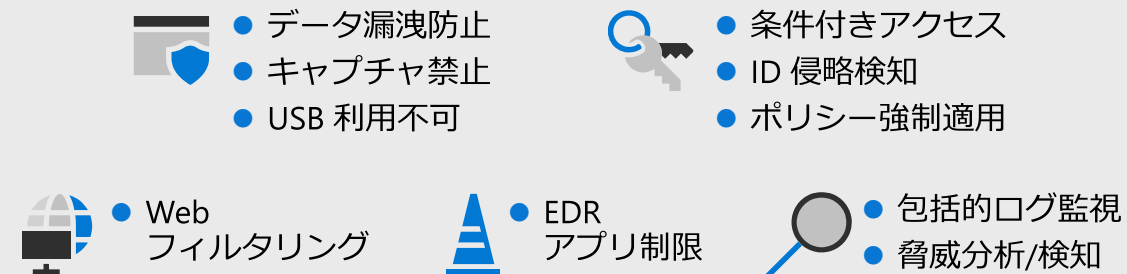 データ漏洩防止
キャプチャ禁止
USB 利用不可
条件付きアクセス
ID 侵略検知
ポリシー強制適用
Web
フィルタリング
EDR
アプリ制限
包括的ログ監視
脅威分析/検知